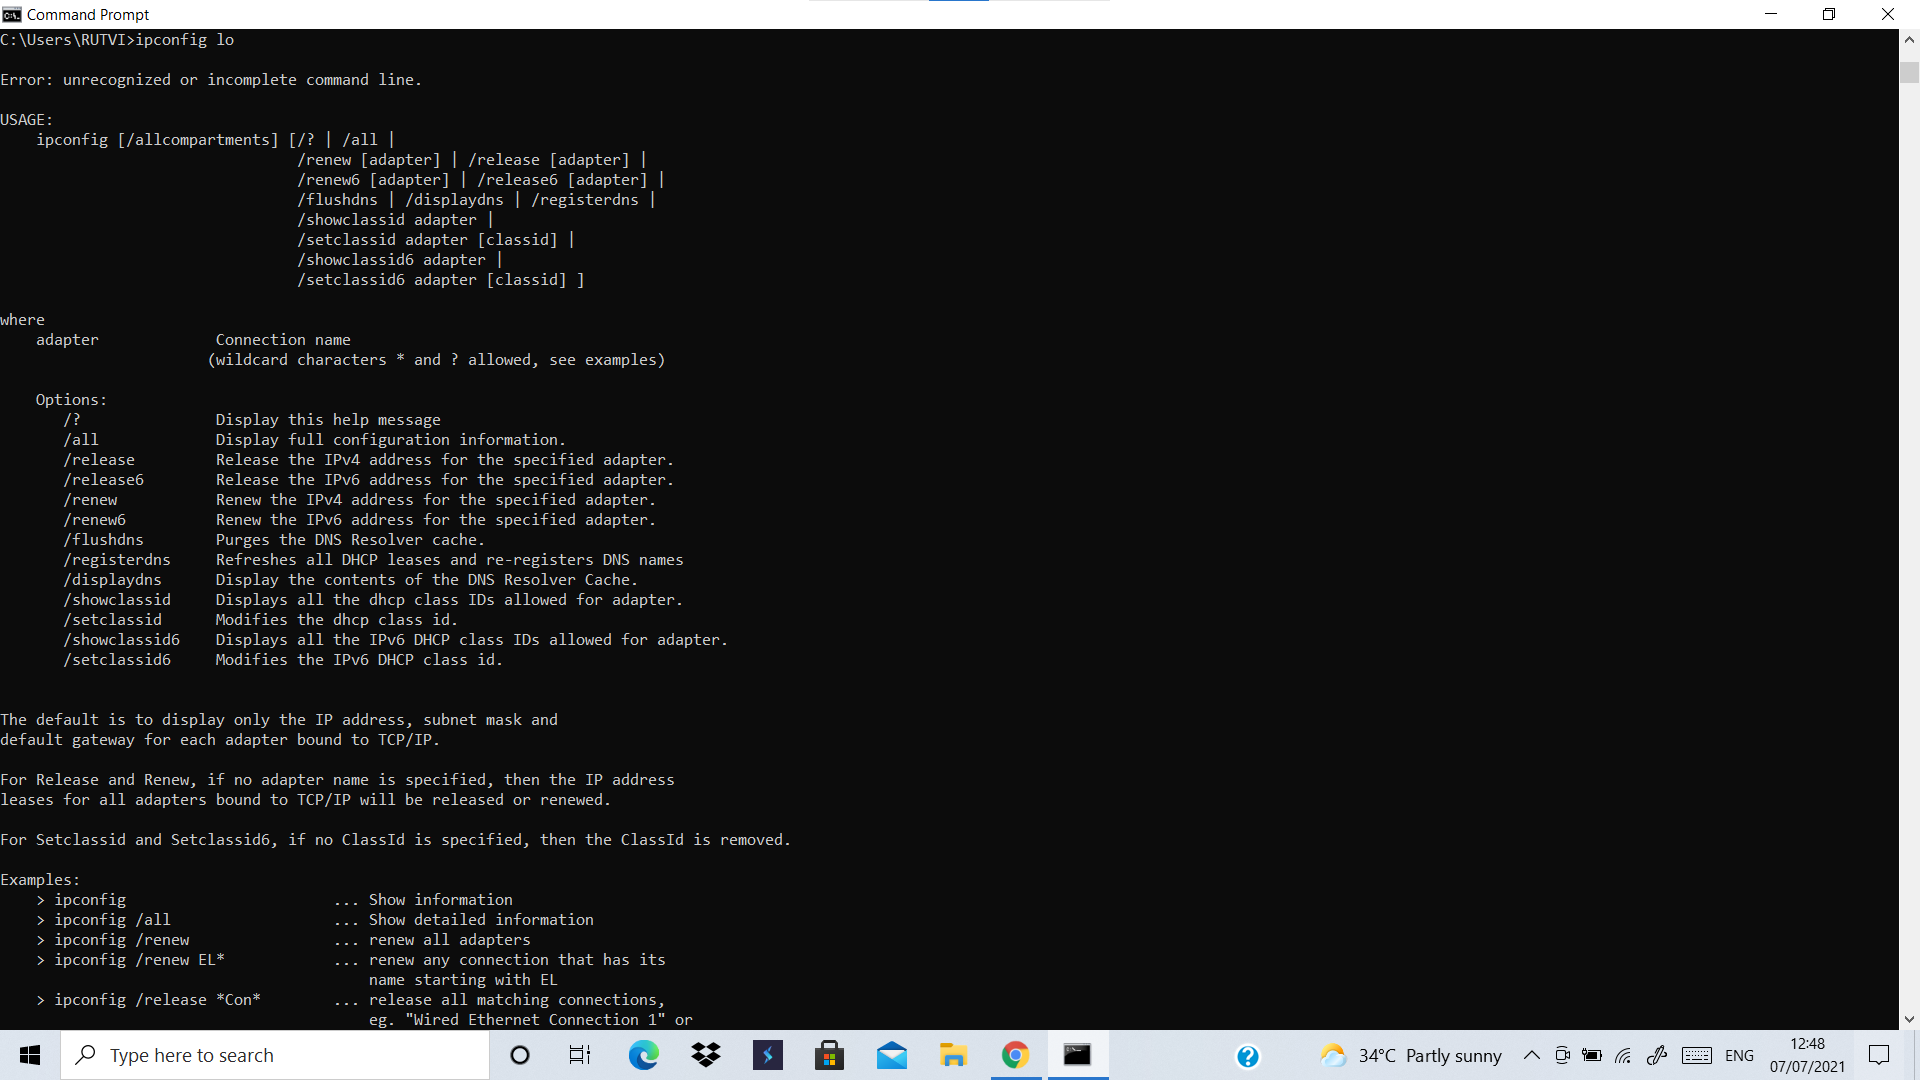 Command Prompt
C:\Users\RUTVI>ipconfig lo
Error: unrecognized or incomplete command line.
USAGE:
ipconfig [/allcompartments] [/? | /all |
/renew [adapter] | /release [adapter] |
/renew6 [adapter] | /release6 [adapter] |
/flushdns | /displaydns | /registerdns |
/showclassid adapter |
/setclassid adapter [classid] |
/showclassid6 adapter |
/setclassid6 adapter [classid] ]
where
adapter Connection name
(wildcard characters * and ? allowed, see examples)
Options:
/? Display this help message
/all Display full configuration information.
/release Release the IPv4 address for the specified adapter.
/release6 Release the IPv6 address for the specified adapter.
/renew Renew the IPv4 address for the specified adapter.
/renew6 Renew the IPv6 address for the specified adapter.
/flushdns Purges the DNS Resolver cache.
/registerdns Refreshes all DHCP leases and re-registers DNS names
/displaydns Display the contents of the DNS Resolver Cache.
/showclassid Displays all the dhcp class IDs allowed for adapter.
/setclassid Modifies the dhcp class id.
/showclassid6 Displays all the IPv6 DHCP class IDs allowed for adapter.
/setclassid6 Modifies the IPv6 DHCP class id.
The default is to display only the IP address, subnet mask and
default gateway for each adapter bound to TCP/IP.
For Release and Renew, if no adapter name is specified, then the IP address
leases for all adapters bound to TCP/IP will be released or renewed.
For Setclassid and Setclassid6, if no ClassId is specified, then the ClassId is removed.
Examples:
> ipconfig ... Show information
> ipconfig /all ... Show detailed information
> ipconfig /renew ... renew all adapters
> ipconfig /renew EL* ... renew any connection that has its
name starting with EL
> ipconfig /release *Con* ... release all matching connections,
eg. "Wired Ethernet Connection 1" or
Type here to search
34°C Partly sunny
ENG
12:48
07/07/2021